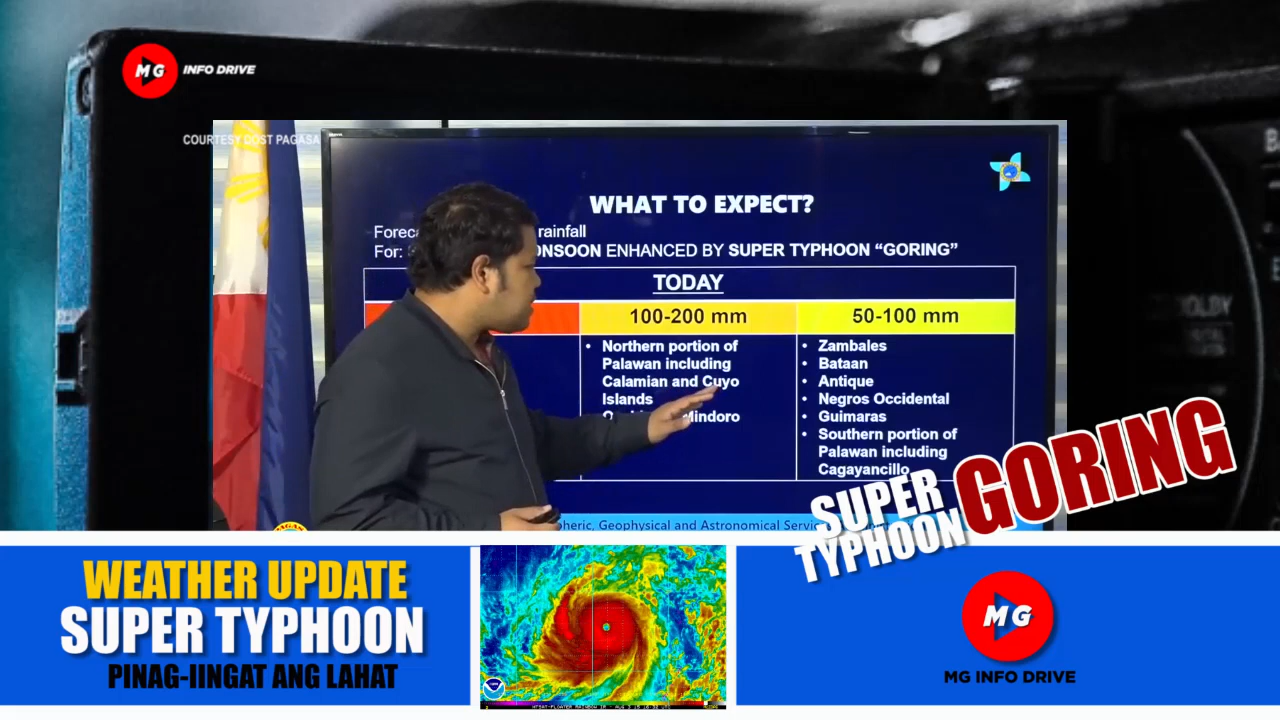 MG INFO DRIVE
COURTESY DOST PAGASA
WHAT TO EXPECT?
rainfall
For: ONSOON ENHANCED BY SUPER TYPHOON “GORING”
TODAY
100-200 mm
50-100 mm
• Northern portion of
Palawan including
Calamian and Cuyo
Islands
Mindoro
• Zambales
• Bataan
• Antique
• Negros Occidental
• Guimaras
• Southern portion of
Palawan including
Cagayancillo
pheric, Geophysical and Astronomical Servic
SUPER
TYPHOON
GORING
WEATHER UPDATE
SUPER TYPHOON
PINAG-IINGAT ANG LAHAT
MG
MG INFO DRIVE